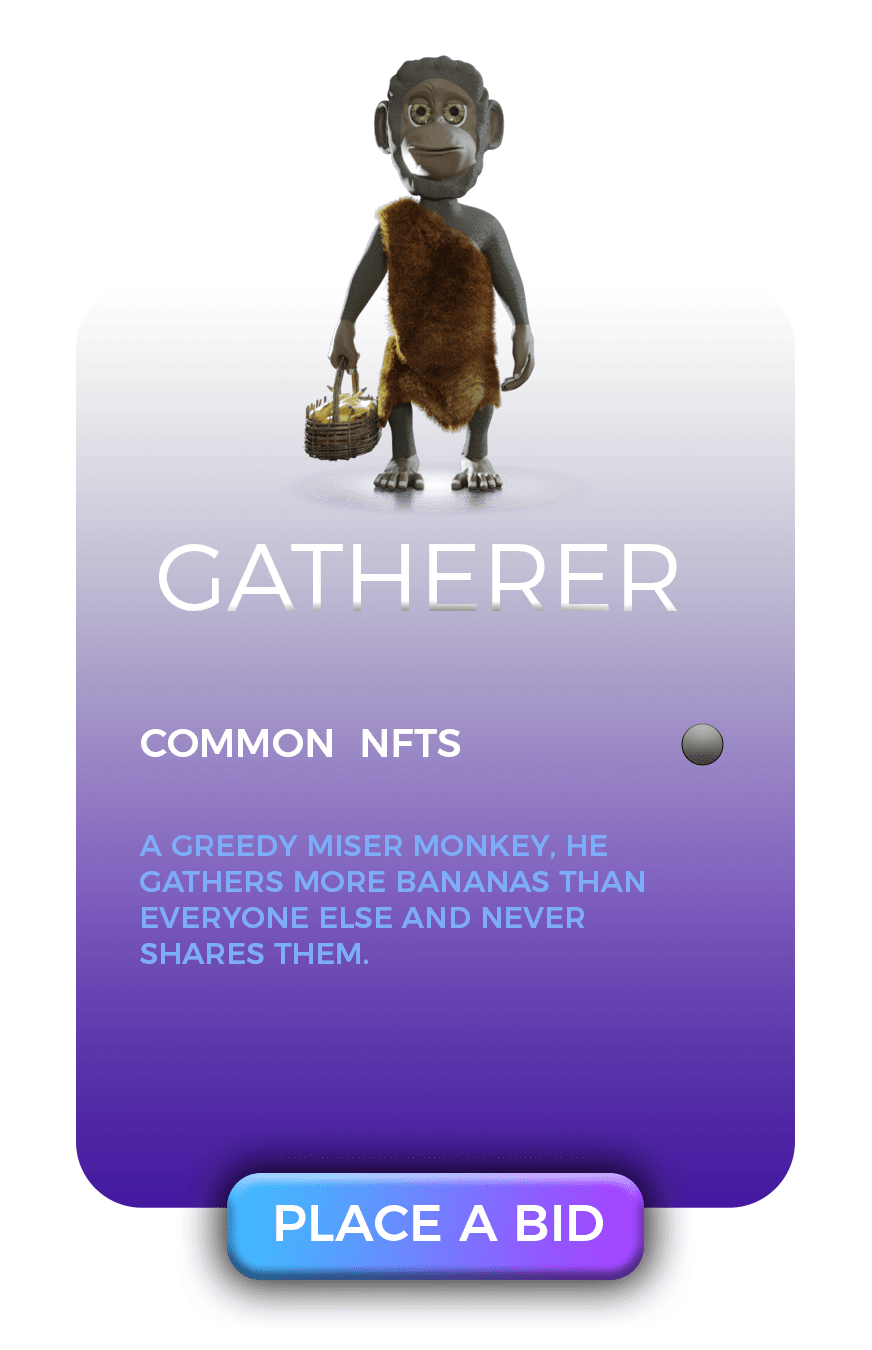 GATHERER
COMMON NFTS
A GREEDY MISER MONKEY, HE
GATHERS MORE BANANAS THAN
EVERYONE ELSE AND NEVER
SHARES THEM.
PLACE A BID